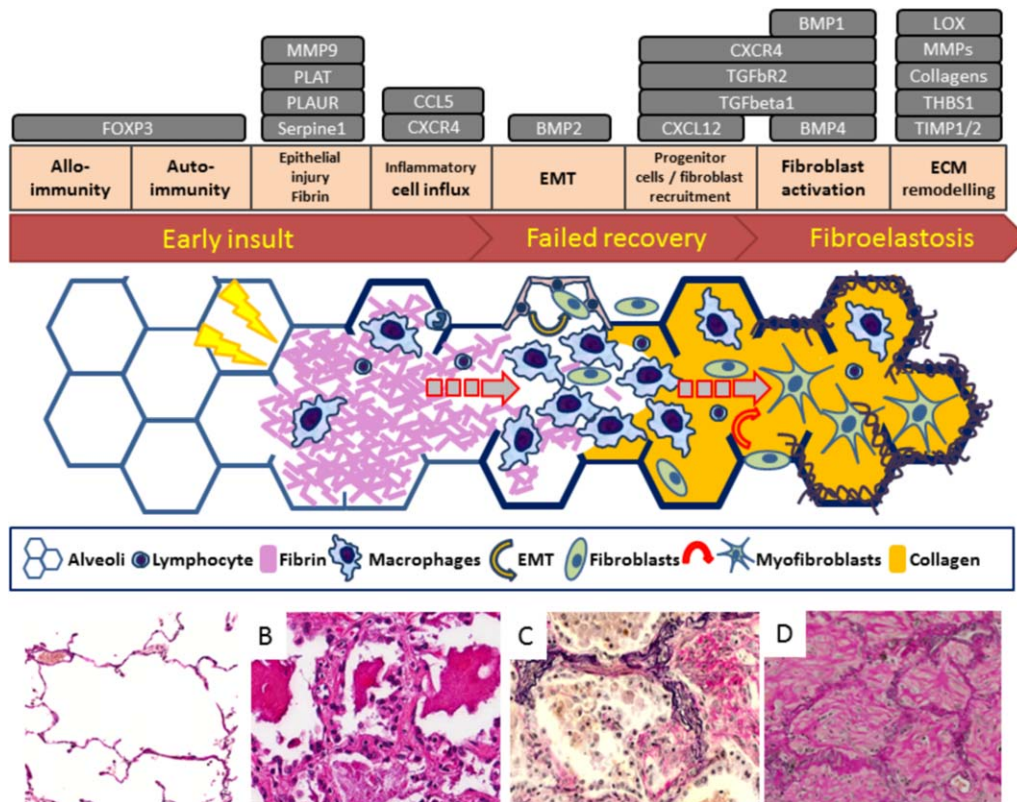 BMP1 LOX
MMP9 CXCR4 MMPs
PLAT TGFbR2 Collagens
PLAUR CCL5 TGFbeta1 THBS1
FOXP3 Serpine1 CXCR4 BMP2 CXCL12 BMP4 TIMP1/2
Allo-
immunity
Auto-
immunity
Epithelial
injury
Fibrin
Inflammatory
cell influx
EMT
Progenitor
cells / fibroblast
recruitment
Fibroblast
activation
ECM
remodelling
Early insult Failed recovery Fibroelastosis
Alveoli Lymphocyte Fibrin Macrophages EMT Fibroblasts Myofibroblasts Collagen
B C D